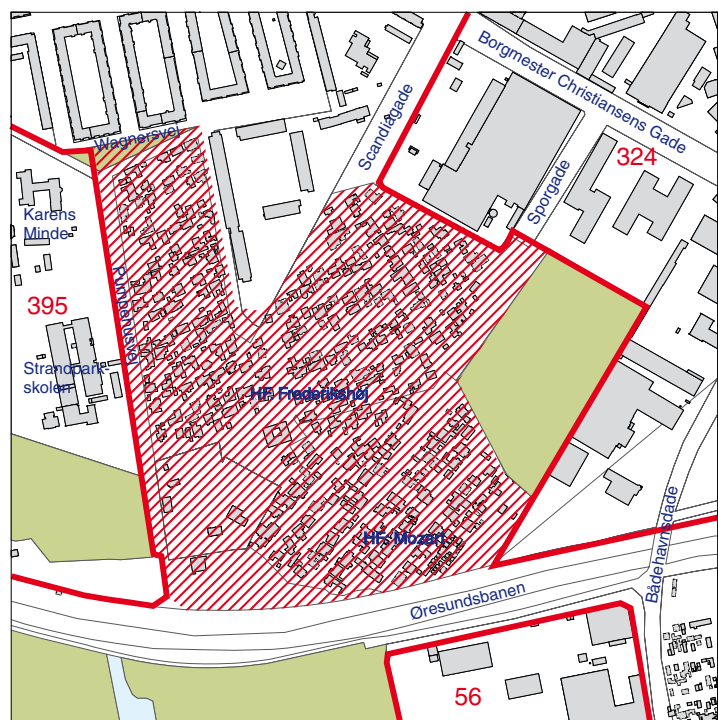 Borgmester Christiansens Gade
Scandiagade
Wagnersvej
324
Sporgade
Karens
Minde
Pumpehusvej
395
Strandpark-
skolen
HF. Frederikshøj
HF. Mozart
Bådehavnsdade
Øresundsbanen
56